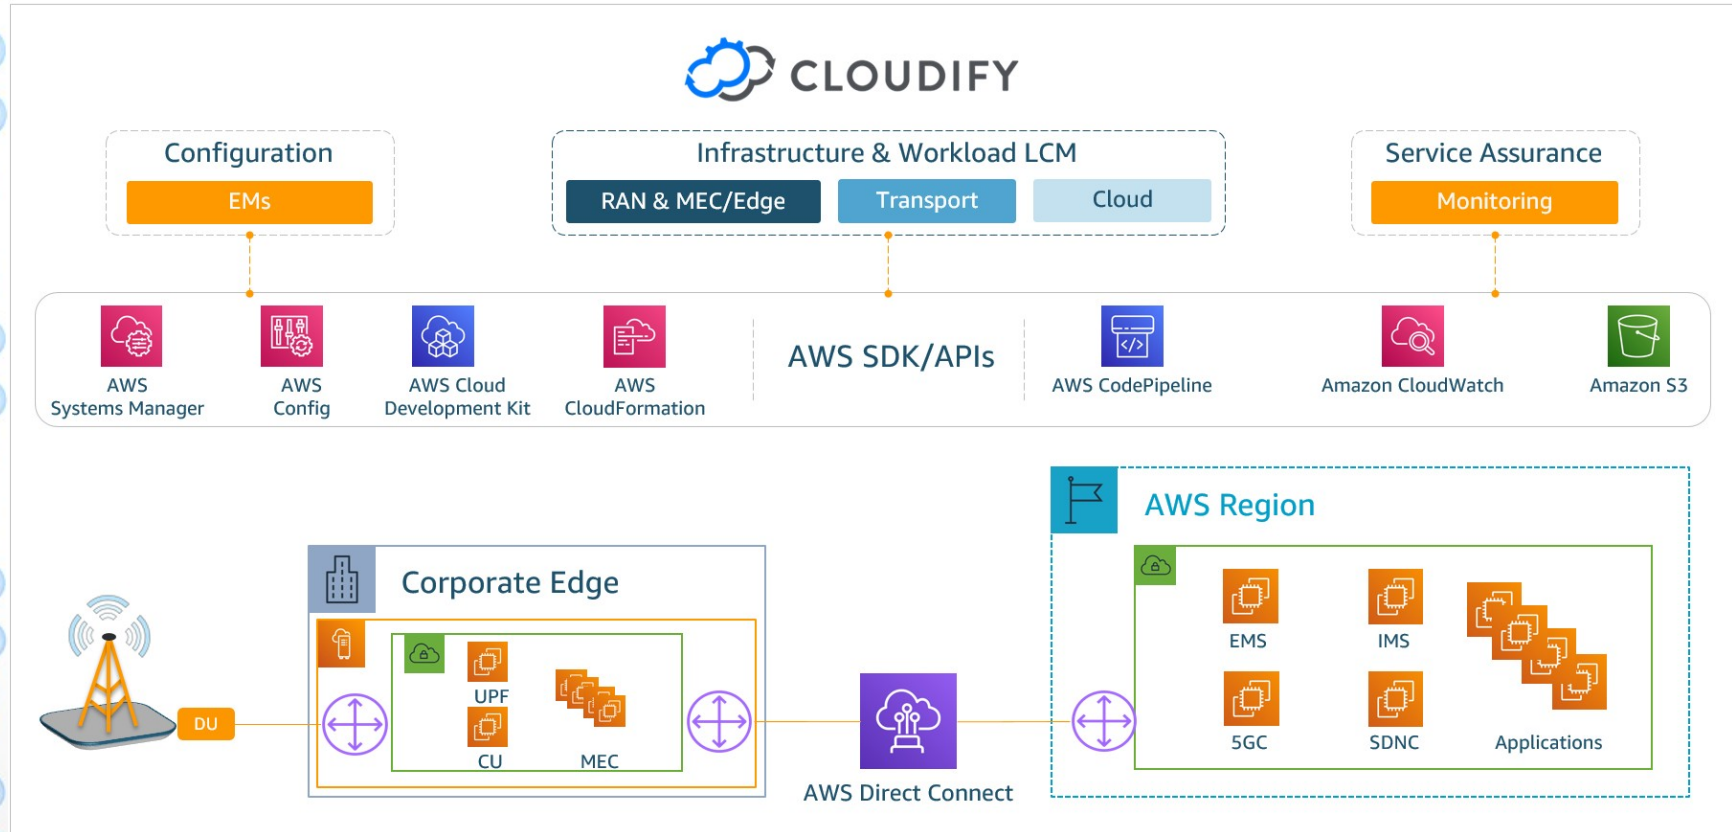 CLOUDIFY
Configuration
EMs
Infrastructure & Workload LCM
RAN & MEC/Edge
Transport
Cloud
Service Assurance
Monitoring
AWS
Systems Manager
AWS
Config
AWS Cloud
Development Kit
AWS
CloudFormation
AWS SDK/APIs
AWS CodePipeline
Amazon CloudWatch
Amazon S3
DU
Corporate Edge
UPF
CU
MEC
AWS Direct Connect
AWS Region
EMS
IMS
5GC
SDNC
Applications